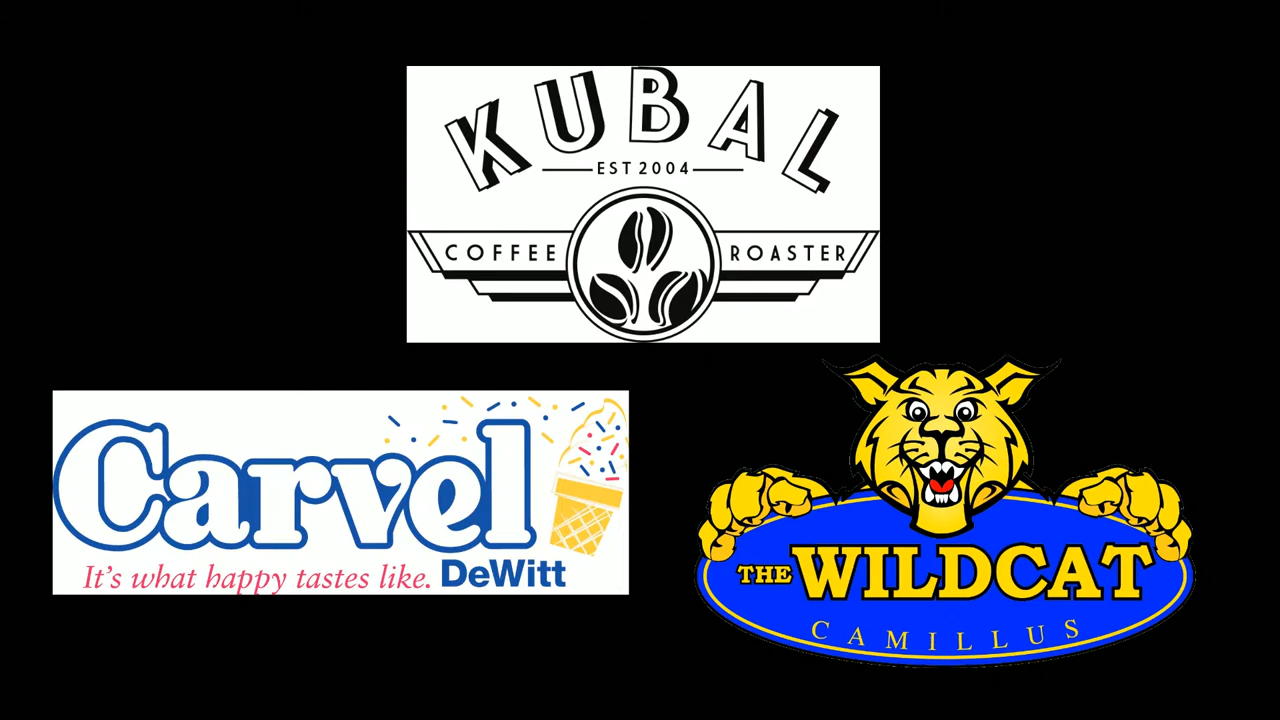 KUBAL
EST 2004
COFFEE ROASTER
Carvel
It's what happy tastes like. DeWitt
THE WILDCAT
CAMILLUS